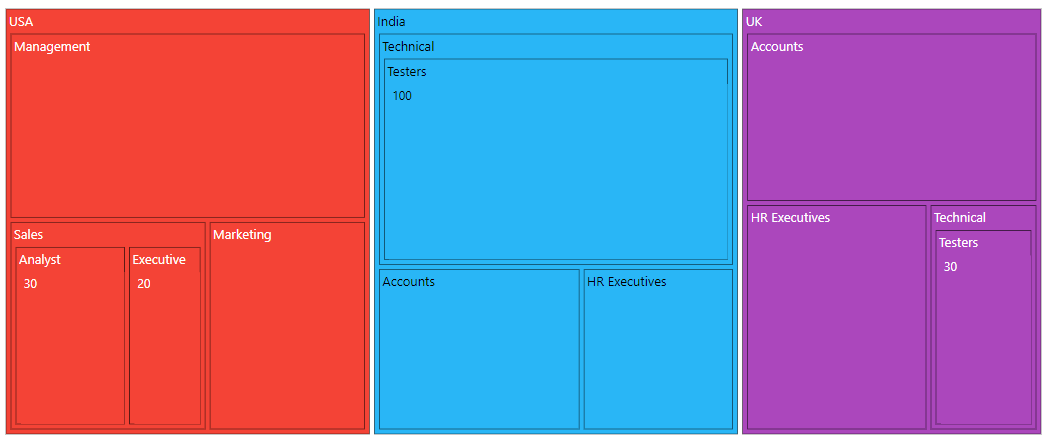 USA
Management
Sales
Analyst
30
Executive
20
Marketing
India
Technical
Testers
100
Accounts
HR Executives
UK
Accounts
HR Executives
Technical
Testers
30